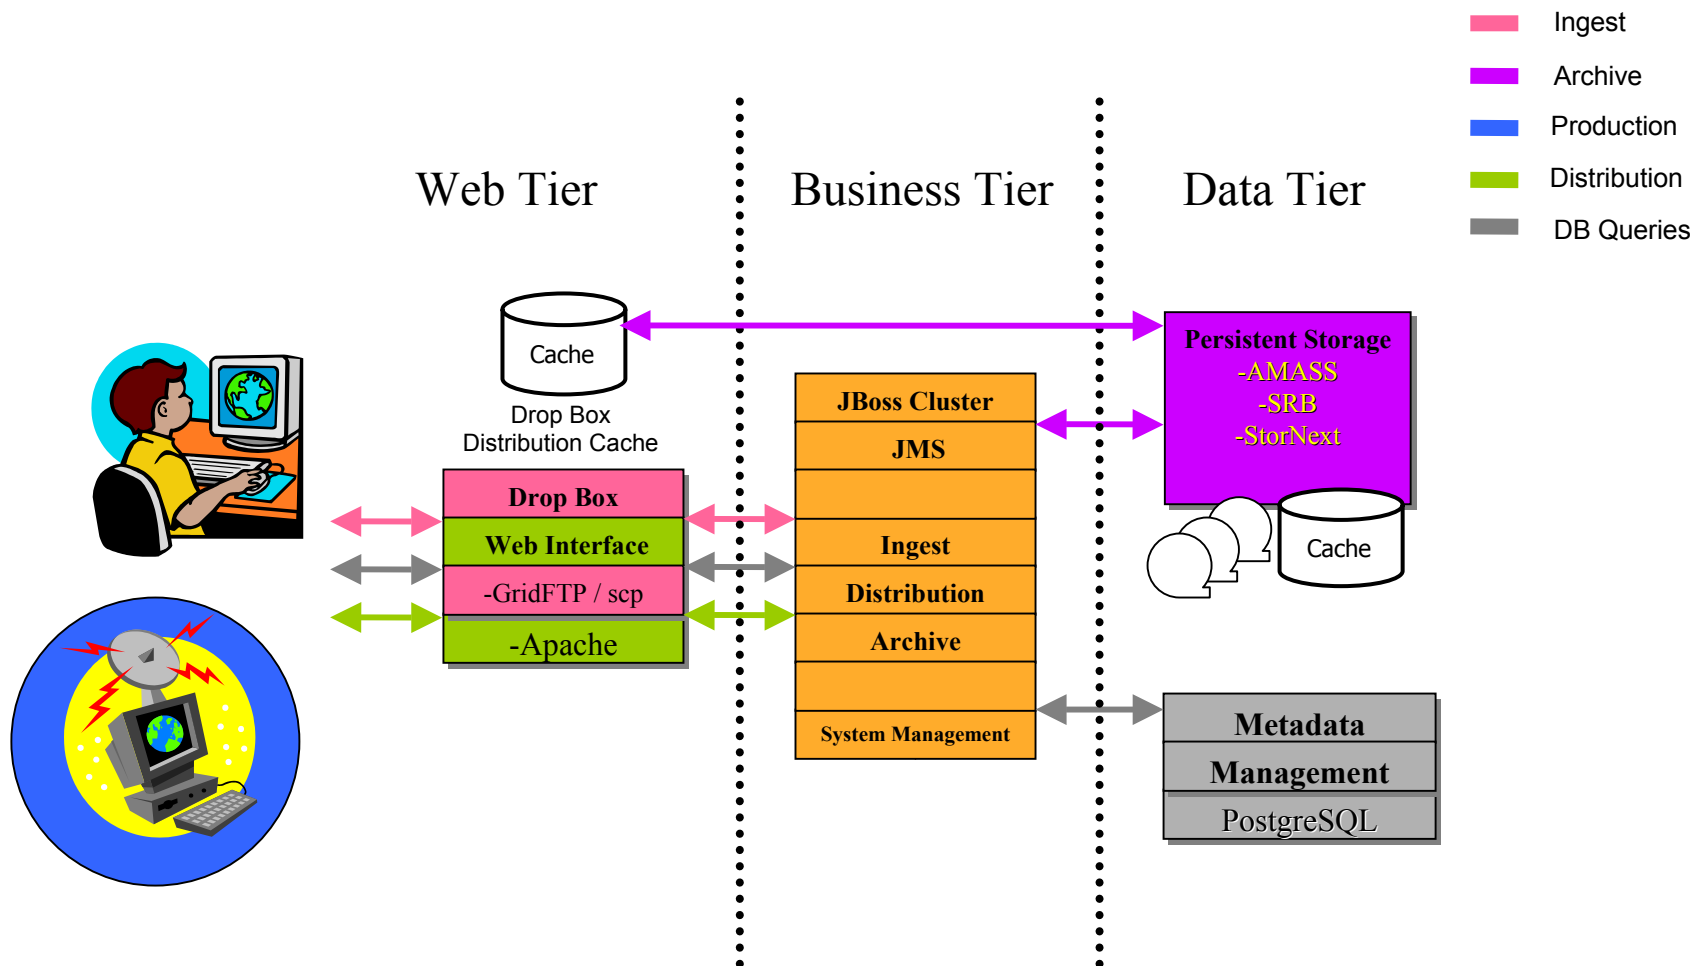 Ingest
Archive
Production
Distribution
DB Queries
Web Tier
Business Tier
Data Tier
Cache
Drop Box
Distribution Cache
Drop Box
Web Interface
-GridFTP / scp
-Apache
JBoss Cluster
JMS
Ingest
Distribution
Archive
System Management
Persistent Storage
-AMASS
-SRB
-StorNext
Cache
Metadata
Management
PostgreSQL